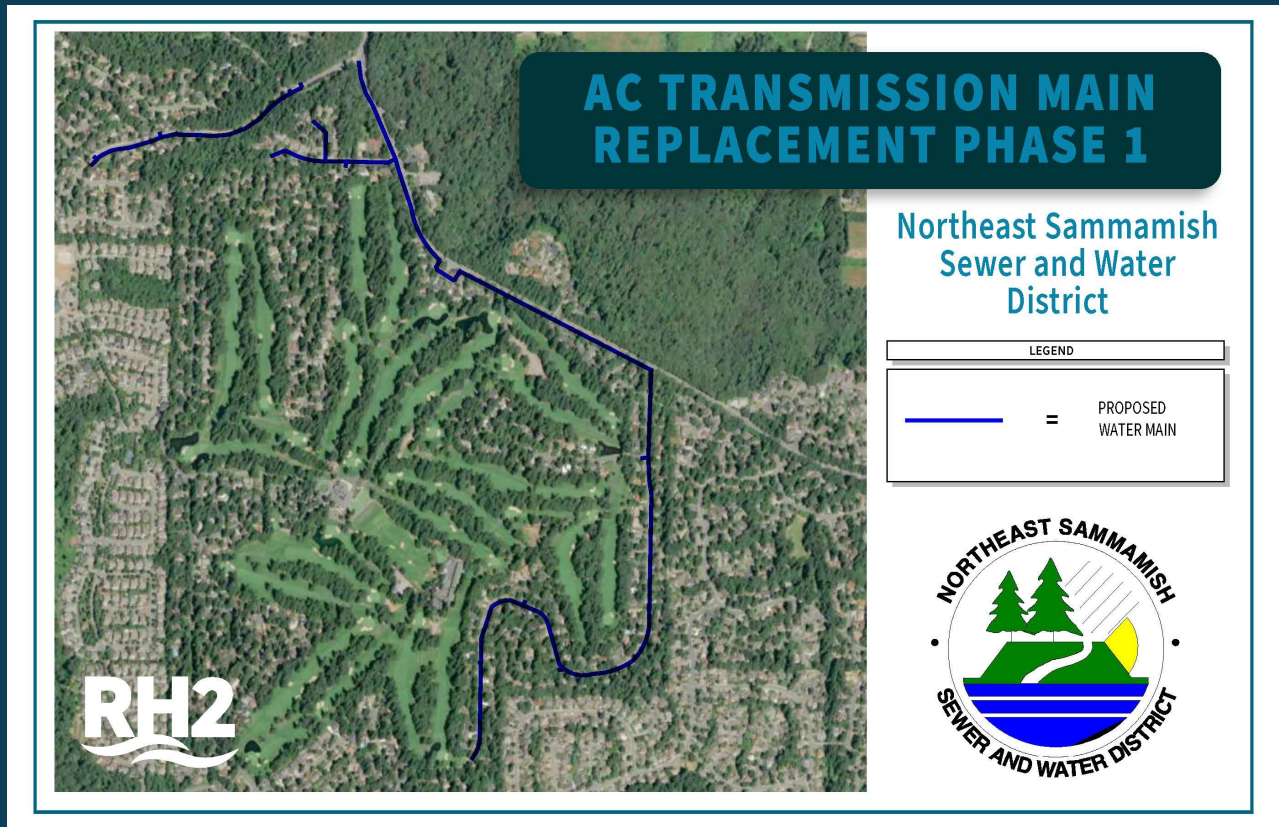 AC TRANSMISSION MAIN
REPLACEMENT PHASE 1
Northeast Sammamish
Sewer and Water
District
LEGEND
=
PROPOSED
WATER MAIN
NORTHEAST SAMMAMISH
• •
SEWER AND WATER DISTRICT
RH2